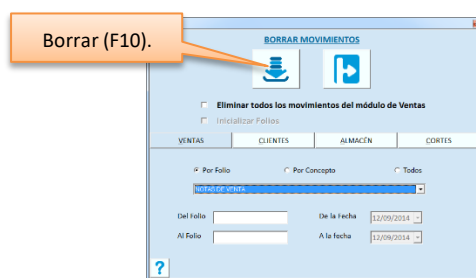 Borrar (F10).
BORRAR MOVIMIENTOS
Eliminar todos los movimientos del módulo de Ventas
Inicializar Folios
VENTAS CLIENTES ALMACÉN CORTES
Por Folio Por Concepto Todos
NOTAS DE VENTA
Del Folio De la Fecha 12/09/2014
Al Folio A la fecha 12/09/2014
?